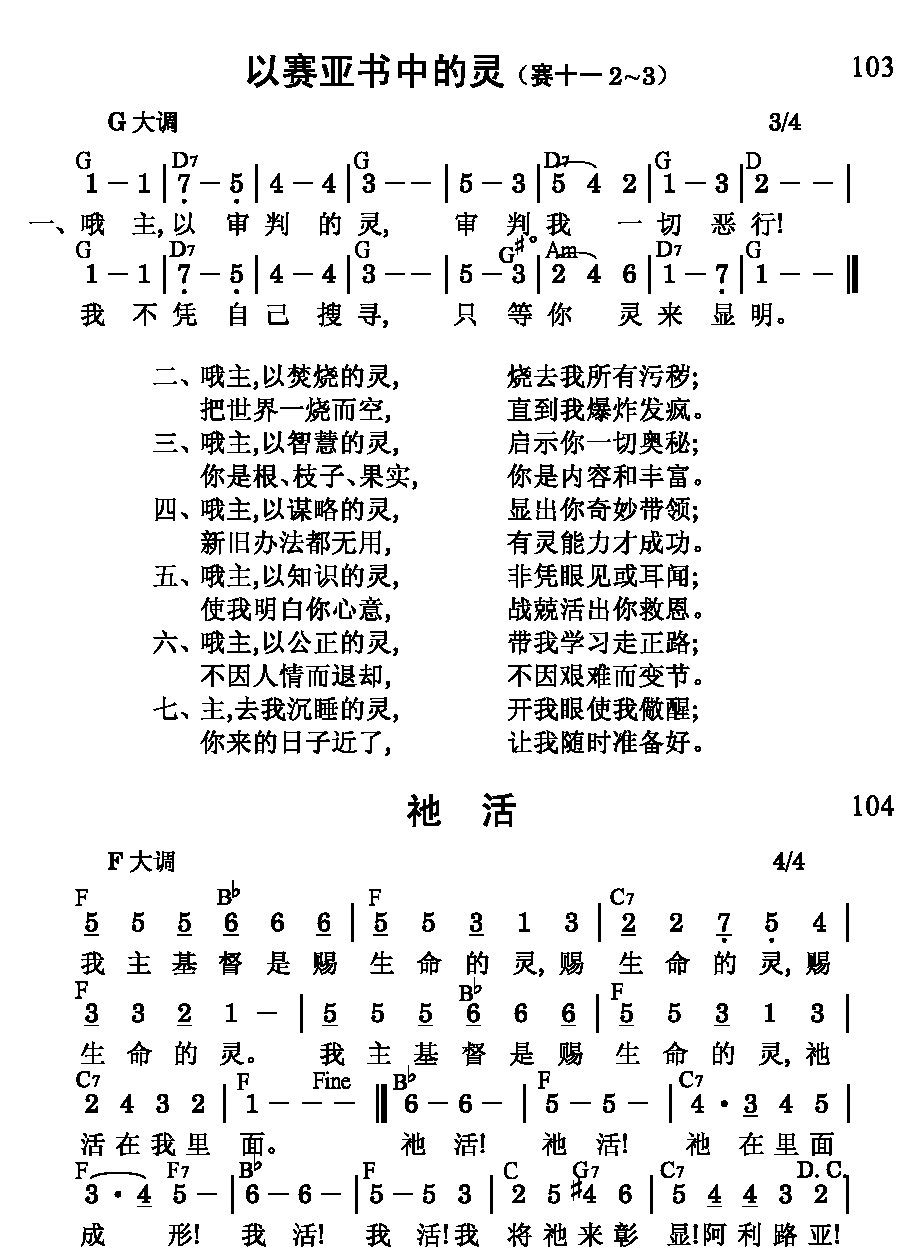 以赛亚书中的灵（赛十一2~3） 103
G 大调 3/4
G D7 G D7 G D
1 – 1 | 7 – 5 | 4 – 4 | 3 – – | 5 – 3 | 5 4 2 | 1 – 3 | 2 – – |
一、哦 主,以 审 判 的 灵, 审 判 我 一 切 恶 行!
G D7 G G♯° Am D7 G
1 – 1 | 7 – 5 | 4 – 4 | 3 – – | 5 – 3 | 2 4 6 | 1 – 7 | 1 – – ‖
我 不 凭 自 己 搜 寻, 只 等 你 灵 来 显 明。
二、哦主,以焚烧的灵, 烧去我所有污秽;
把世界一烧而空, 直到我爆炸发疯。
三、哦主,以智慧的灵, 启示你一切奥秘;
你是根、枝子、果实, 你是内容和丰富。
四、哦主,以谋略的灵, 显出你奇妙带领;
新旧办法都无用, 有灵能力才成功。
五、哦主,以知识的灵, 非凭眼见或耳闻;
使我明白你心意, 战兢活出你救恩。
六、哦主,以公正的灵, 带我学习走正路;
不因人情而退却, 不因艰难而变节。
七、主,去我沉睡的灵, 开我眼使我儆醒;
你来的日子近了, 让我随时准备好。
祂 活 104
F 大调 4/4
F B♭ F C7
5 5 5 6 6 6 | 5 5 3 1 3 | 2 2 7 5 4 |
我 主 基 督 是 赐 生 命 的 灵, 赐 生 命 的 灵, 赐
F B♭ F
3 3 2 1 – | 5 5 5 6 6 6 | 5 5 3 1 3 |
生 命 的 灵。 我 主 基 督 是 赐 生 命 的 灵, 祂
C7 F Fine B♭ F C7
2 4 3 2 | 1 – – – ‖ 6 – 6 – | 5 – 5 – | 4 · 3 4 5 |
活 在 我 里 面。 祂 活! 祂 活! 祂 在 里 面
F F7 B♭ F C G7 C7 D. C.
3 · 4 5 – | 6 – 6 – | 5 – 5 3 | 2 5 ♯4 6 | 5 4 4 3 2 |
成 形! 我 活! 我 活!我 将 祂 来 彰 显!阿 利 路 亚!